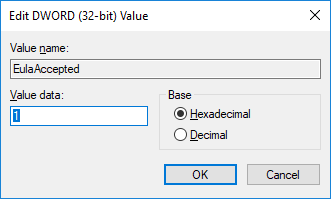 Edit DWORD (32-bit) Value
Value name:
EulaAccepted
Value data:
1
Base
Hexadecimal
Decimal
OK
Cancel